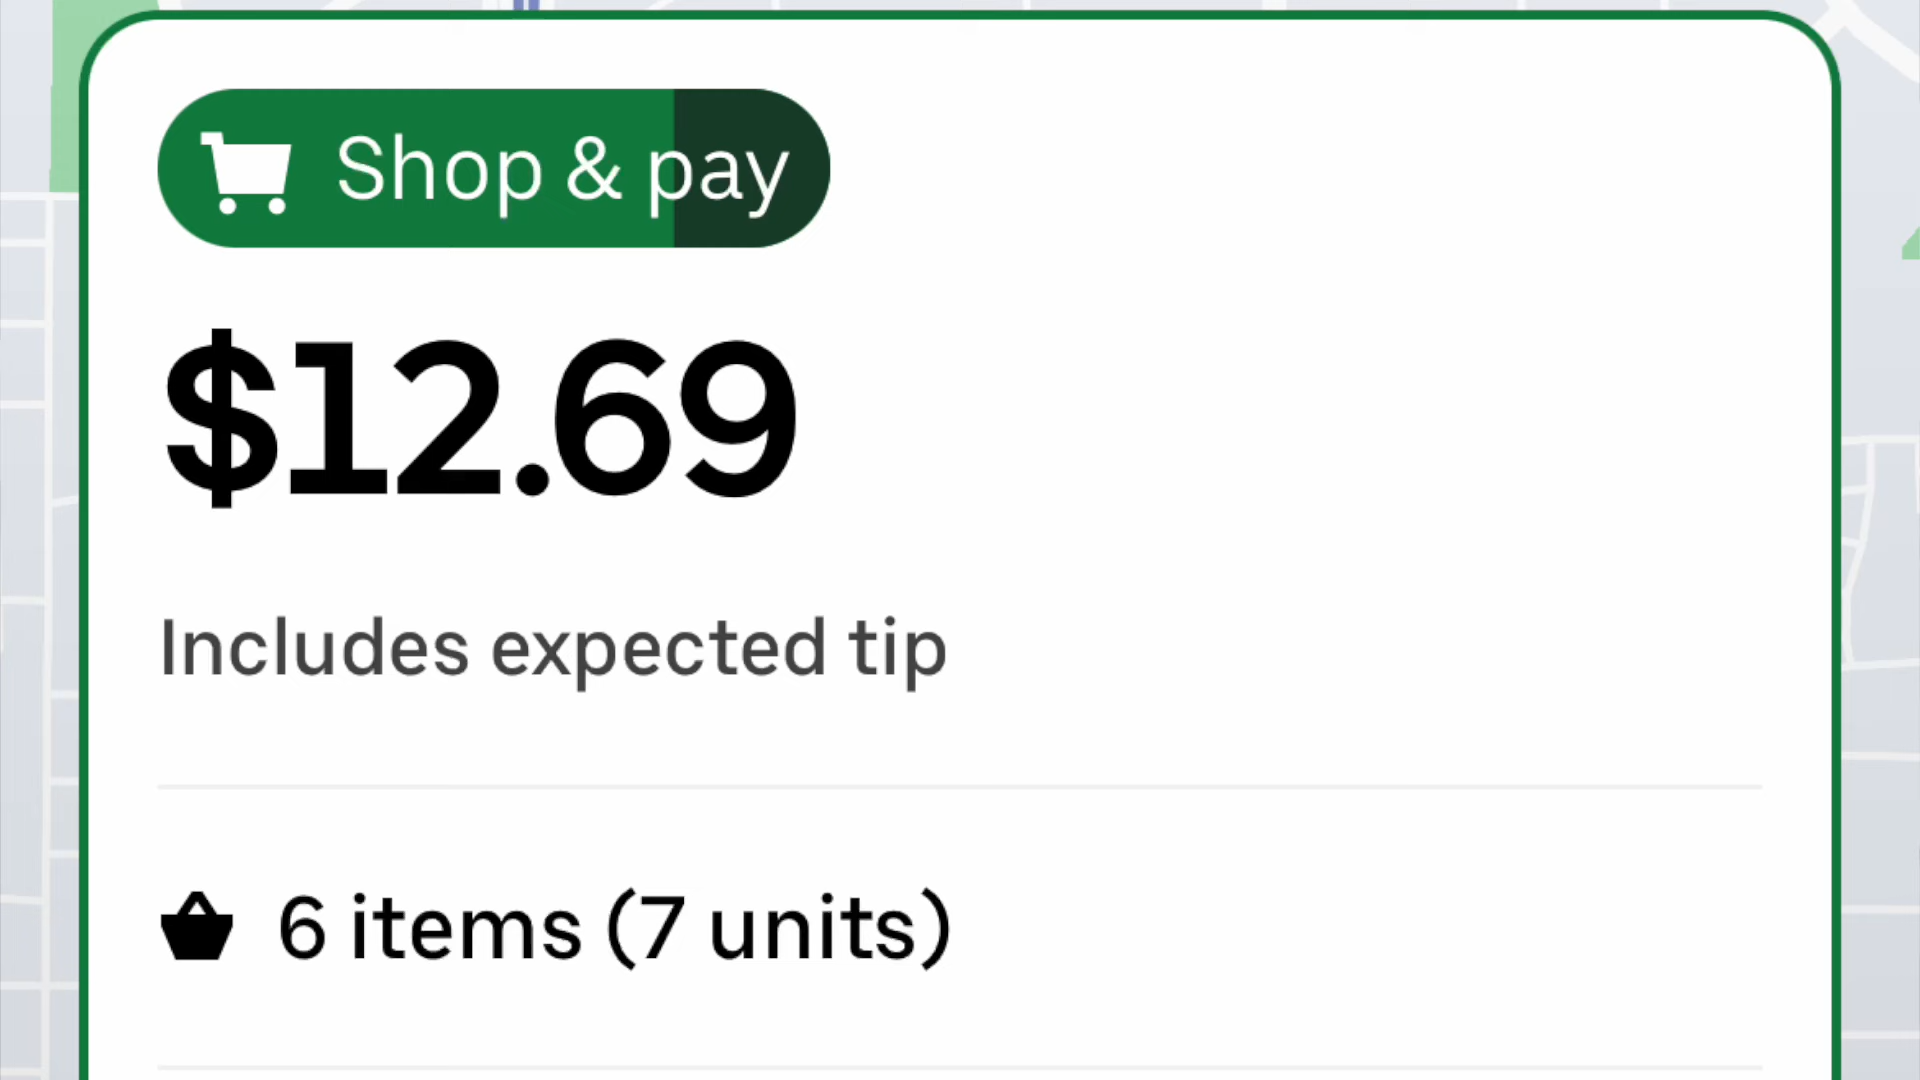 Shop & pay
$12.69
Includes expected tip
6 items (7 units)